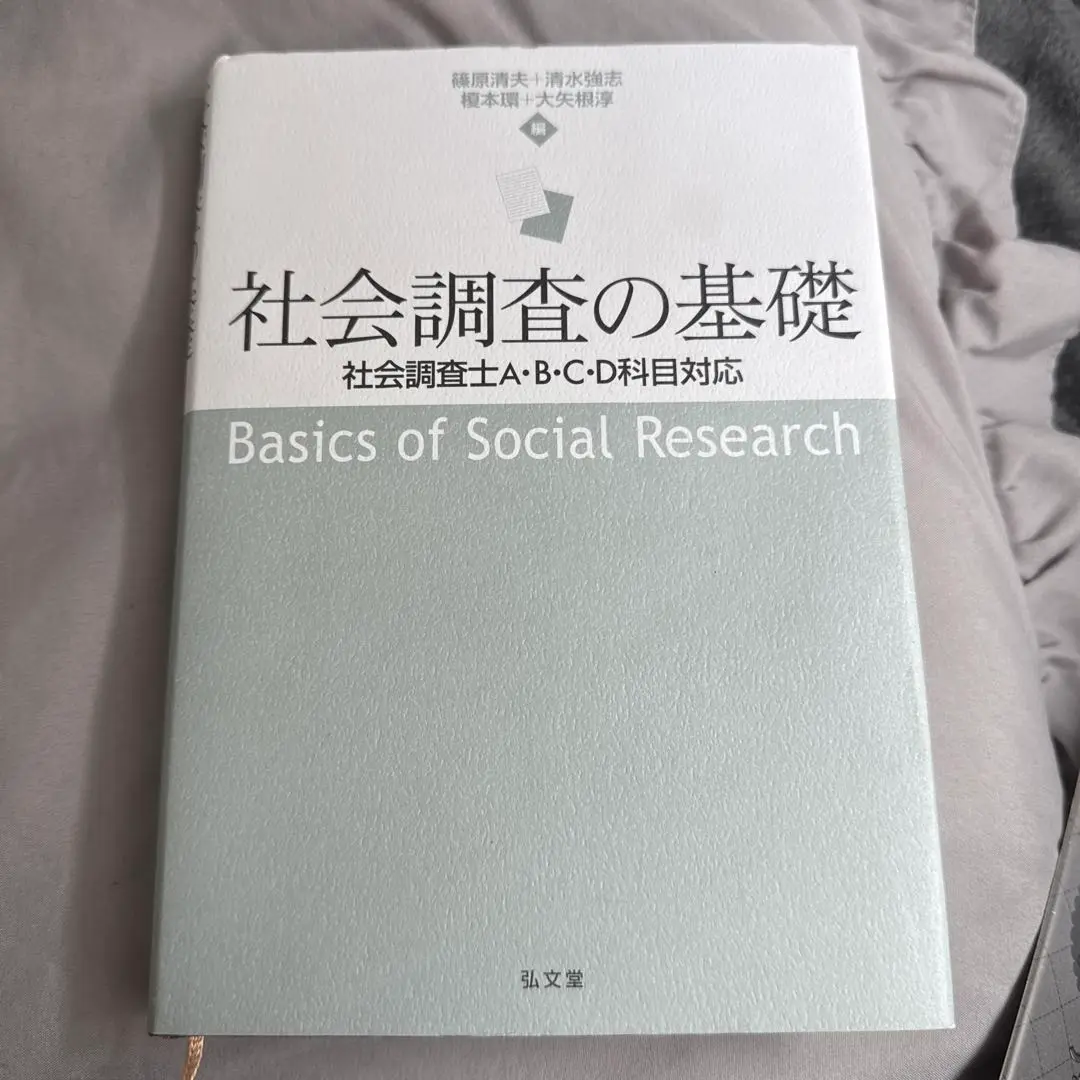 篠原清夫+清水強志
榎本環+大矢根淳
編
社会調査の基礎
社会調査士A・B・C・D科目対応
Basics of Social Research
弘文堂